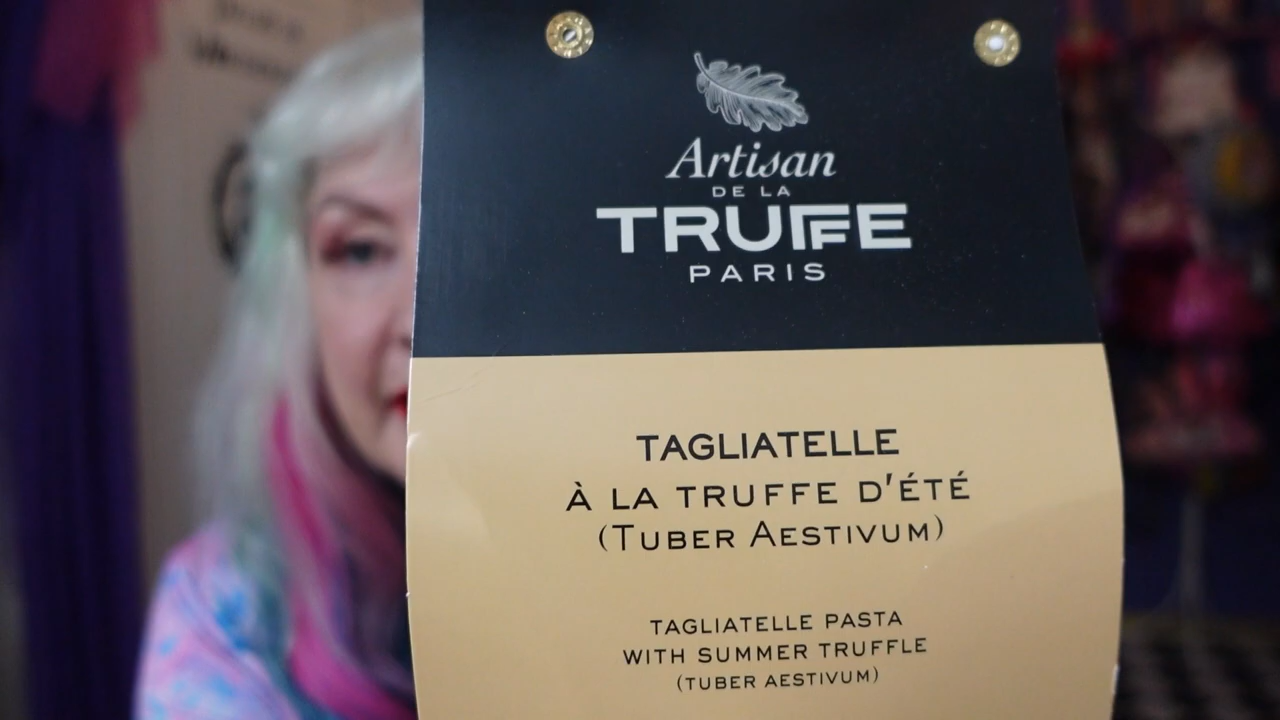 Artisan
DE LA
TRUFFE
PARIS
TAGLIATELLE
À LA TRUFFE D'ÉTÉ
(TUBER AESTIVUM)
TAGLIATELLE PASTA
WITH SUMMER TRUFFLE
(TUBER AESTIVUM)